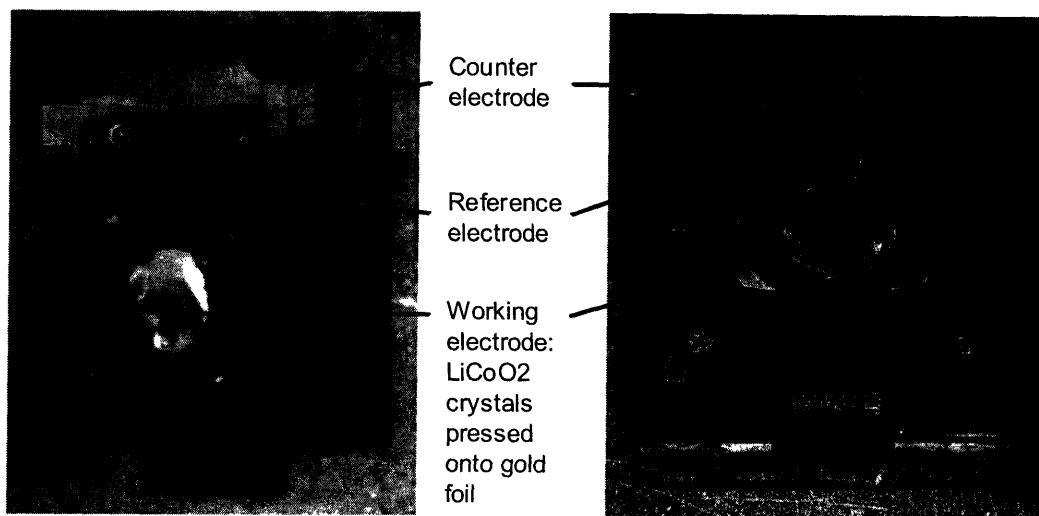 Counter
electrode
Reference
electrode
Working
electrode:
LiCoO2
crystals
pressed
onto gold
foil